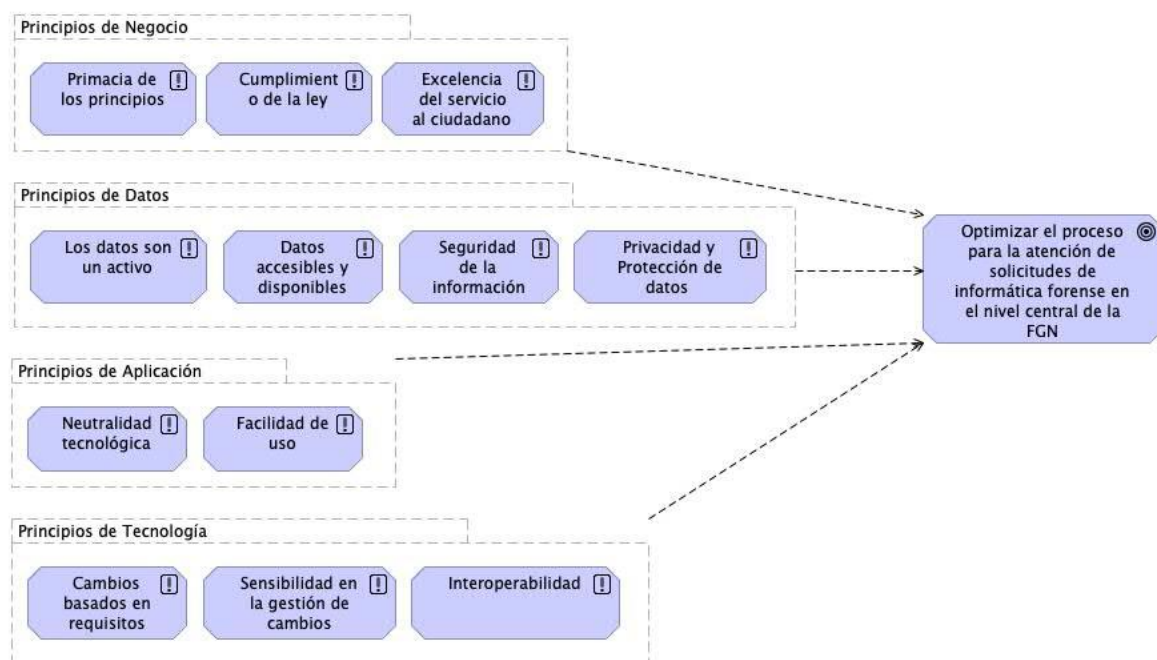 Principios de Negocio
Primacia de
los principios
Cumplimient
o de la ley
Excelencia
del servicio
al ciudadano
Principios de Datos
Los datos son
un activo
Datos
accesibles y
disponibles
Seguridad
de la
información
Privacidad y
Protección de
datos
Optimizar el proceso
para la atención de
solicitudes de
informática forense en
el nivel central de la
FGN
Principios de Aplicación
Neutralidad
tecnológica
Facilidad de
uso
Principios de Tecnología
Cambios
basados en
requisitos
Sensibilidad en
la gestión de
cambios
Interoperabilidad